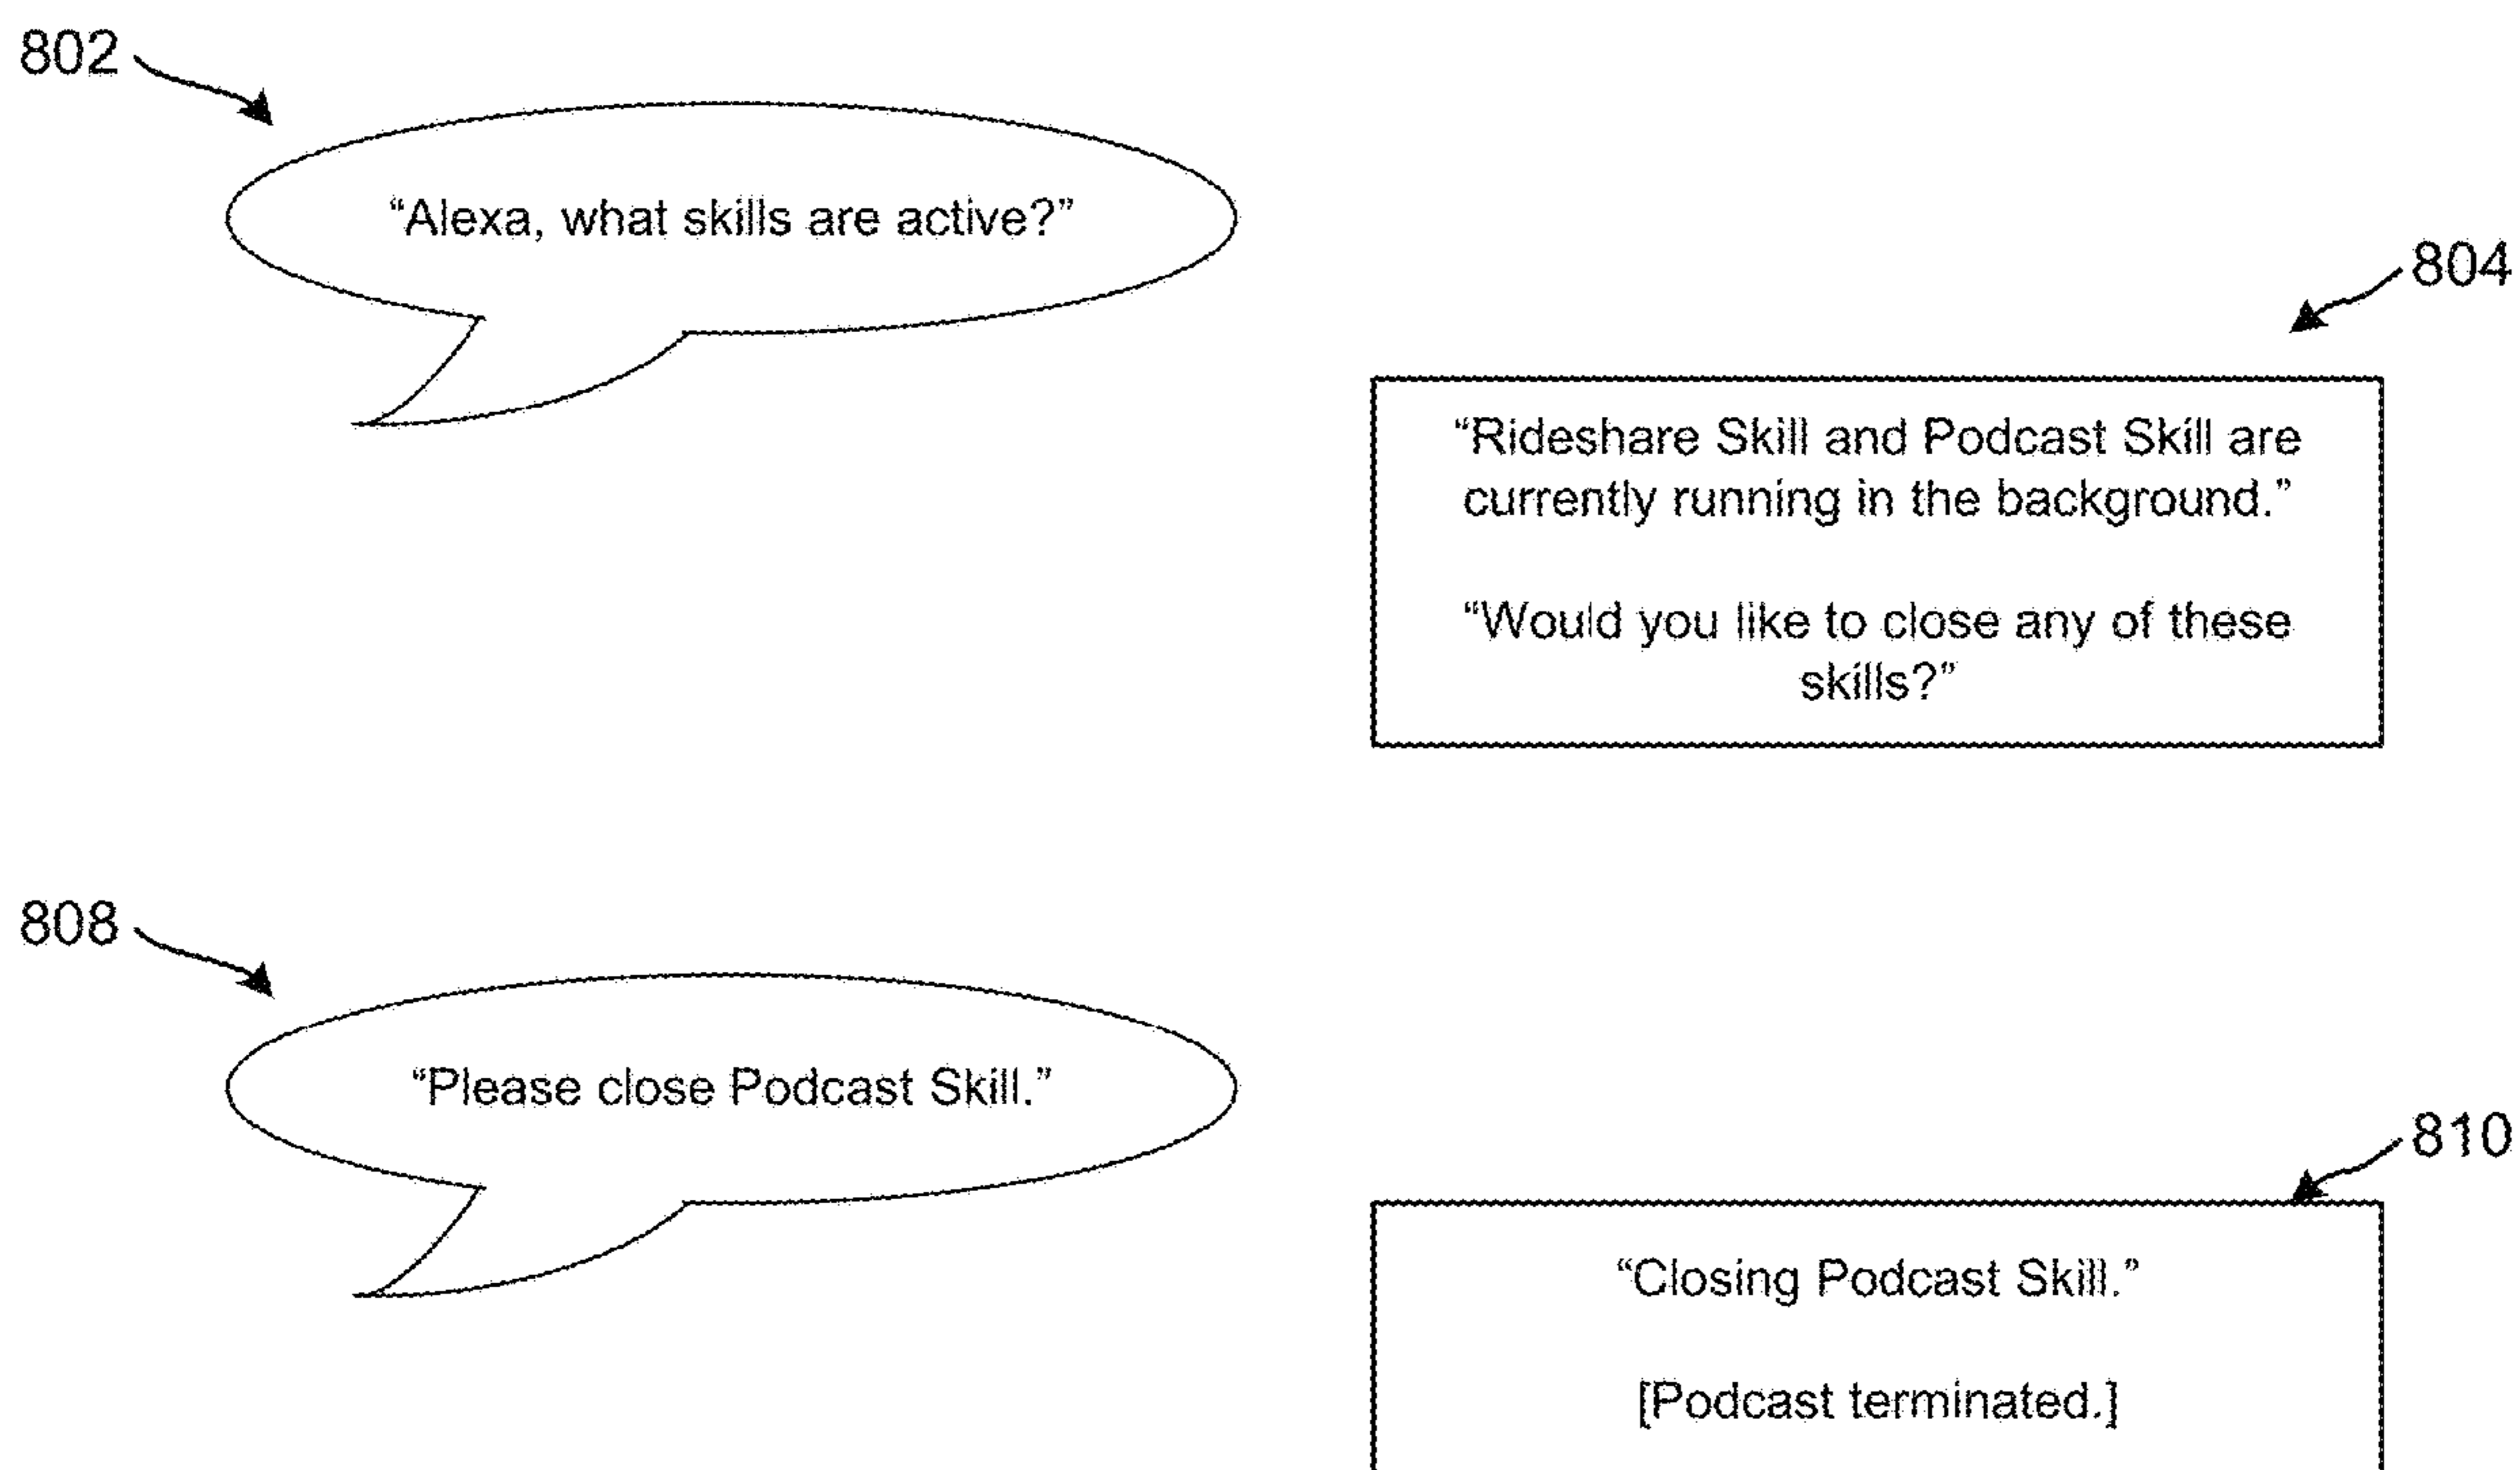 802
“Alexa, what skills are active?”
804
“Rideshare Skill and Podcast Skill are
currently running in the background.”
“Would you like to close any of these
skills?”
808
“Please close Podcast Skill.”
810
“Closing Podcast Skill.”
[Podcast terminated.]